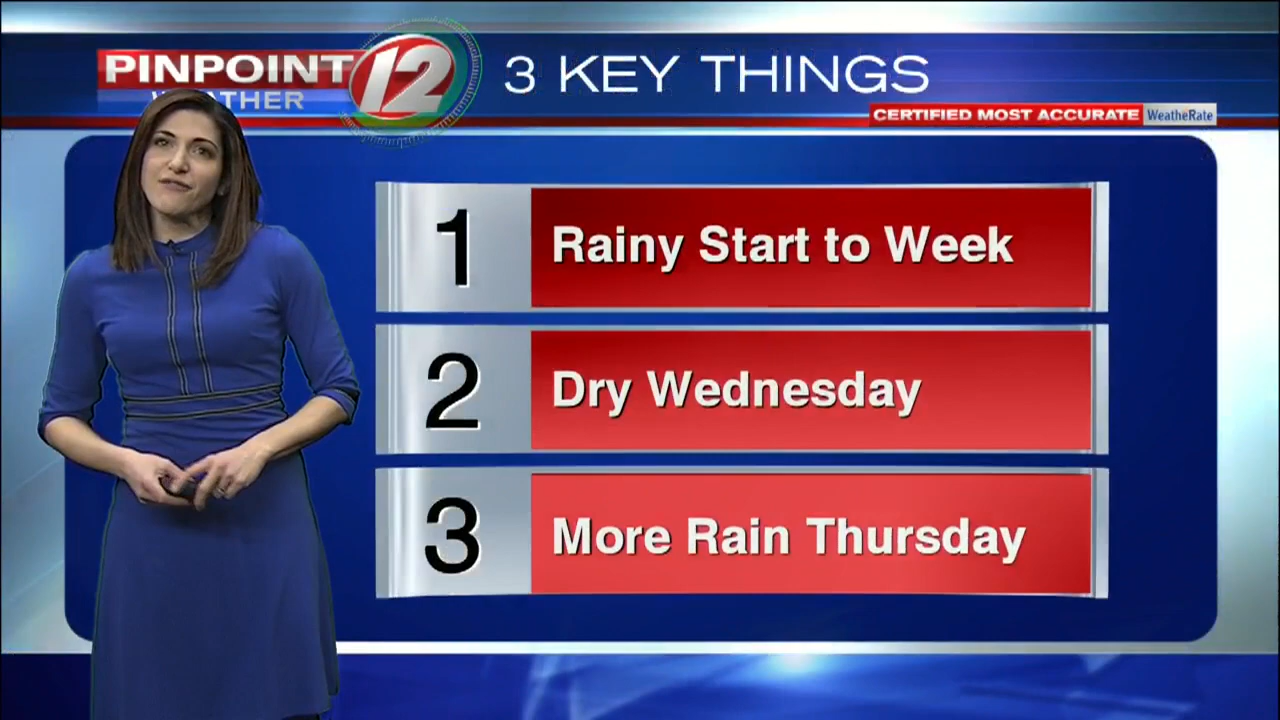 PINPOINT 12
WEATHER
3 KEY THINGS
CERTIFIED MOST ACCURATE WeatheRate
1 Rainy Start to Week
2 Dry Wednesday
3 More Rain Thursday